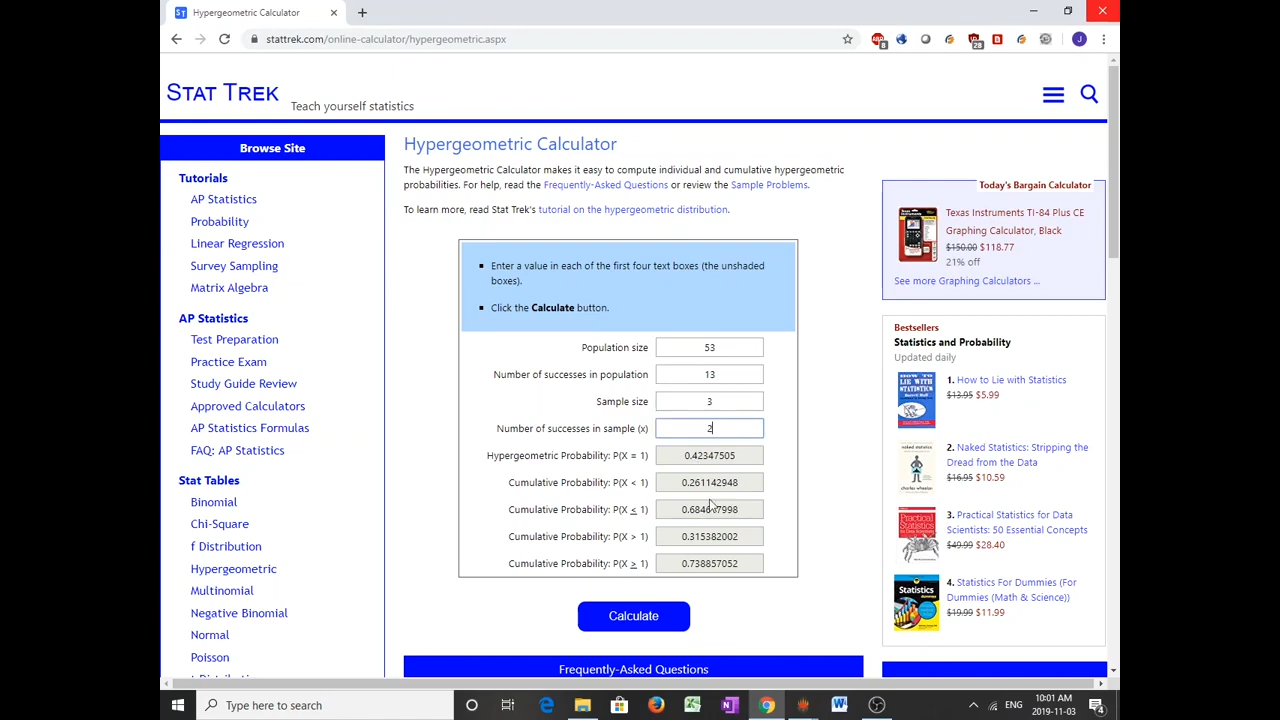 Hypergeometric Calculator
stattrek.com/online-calculator/hypergeometric.aspx
8
28
J
STAT TREK
Teach yourself statistics
Browse Site
Tutorials
AP Statistics
Probability
Linear Regression
Survey Sampling
Matrix Algebra
AP Statistics
Test Preparation
Practice Exam
Study Guide Review
Approved Calculators
AP Statistics Formulas
FAQ: AP Statistics
Stat Tables
Binomial
Chi-Square
f Distribution
Hypergeometric
Multinomial
Negative Binomial
Normal
Poisson
Hypergeometric Calculator
The Hypergeometric Calculator makes it easy to compute individual and cumulative hypergeometric
probabilities. For help, read the Frequently-Asked Questions or review the Sample Problems.
To learn more, read Stat Trek's tutorial on the hypergeometric distribution.
Enter a value in each of the first four text boxes (the unshaded
boxes).
Click the Calculate button.
Population size 53
Number of successes in population 13
Sample size 3
Number of successes in sample (x) 2
Hypergeometric Probability: P(X = 1) 0.42347505
Cumulative Probability: P(X < 1) 0.261142948
Cumulative Probability: P(X ≤ 1)
Cumulative Probability: P(X > 1) 0.315382002
Cumulative Probability: P(X ≥ 1) 0.738857052
Calculate
Frequently-Asked Questions
Today's Bargain Calculator
Texas Instruments TI-84 Plus CE
Graphing Calculator, Black
$150.00 $118.77
21% off
See more Graphing Calculators ...
Bestsellers
Statistics and Probability
Updated daily
1. How to Lie with Statistics
$13.95 $5.99
2. Naked Statistics: Stripping the
Dread from the Data
$16.95 $10.59
3. Practical Statistics for Data
Scientists: 50 Essential Concepts
$49.99 $28.40
4. Statistics For Dummies (For
Dummies (Math & Science))
$19.99 $11.99
Type here to search
ENG
10:01 AM
2019-11-03
4